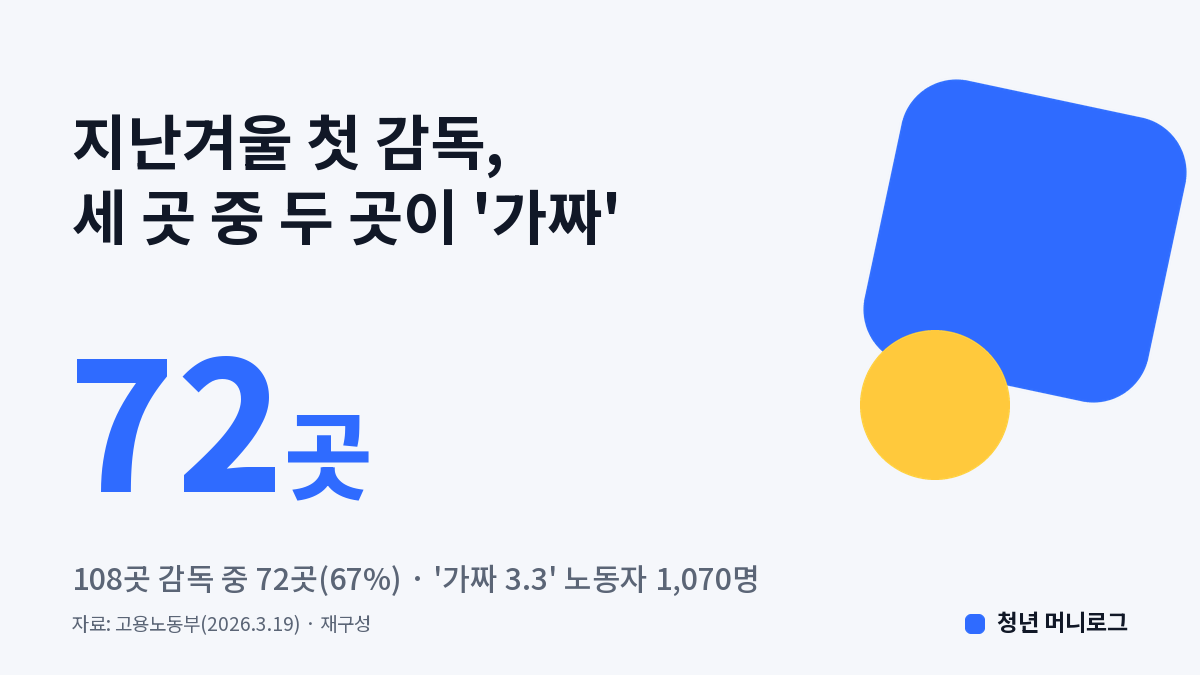 지난겨울 첫 감독,
세 곳 중 두 곳이 '가짜'
72곳
108곳 감독 중 72곳(67%) · '가짜 3.3' 노동자 1,070명
자료: 고용노동부(2026.3.19) · 재구성
청년 머니로그